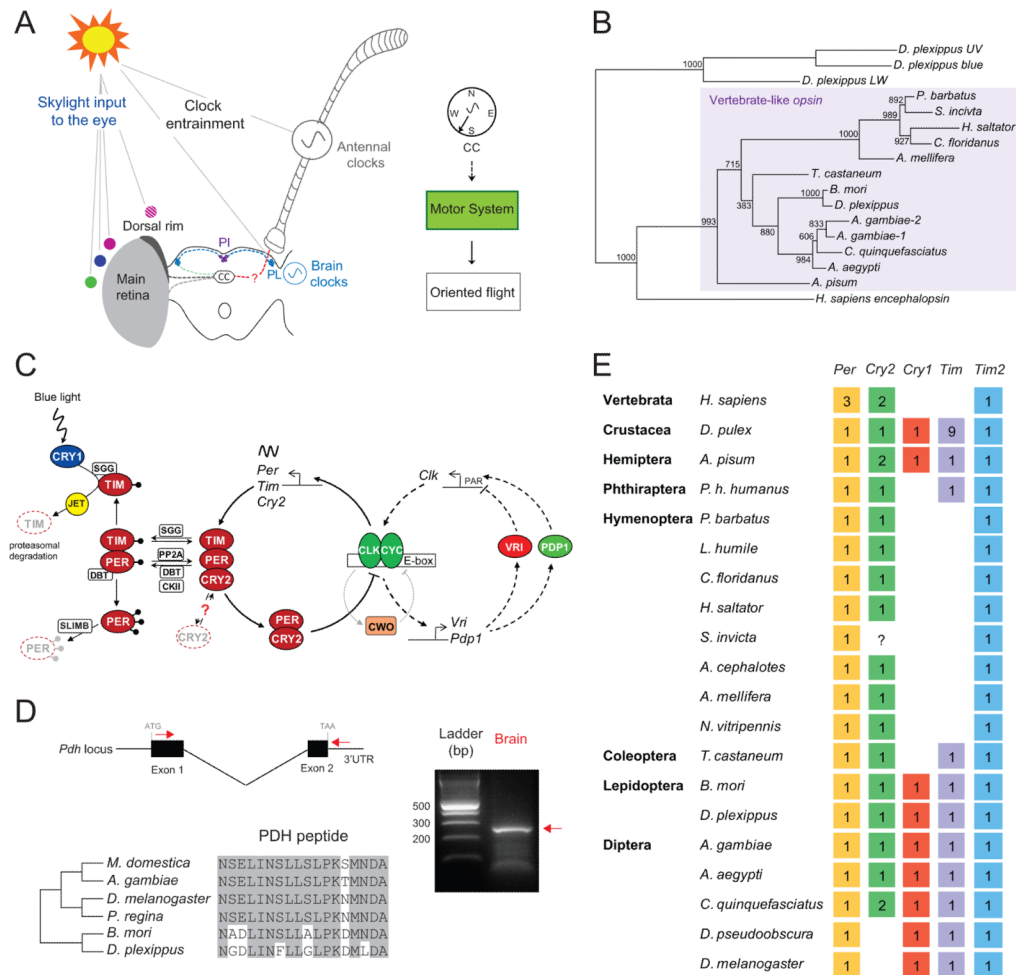 A
Skylight input
to the eye
Clock
entrainment
Antennal
clocks
Dorsal rim
Main
retina
PI
CC
?
PL
Brain
clocks
N
W
E
S
CC
Motor System
Oriented flight
B
D. plexippus UV
1000
D. plexippus blue
D. plexippus LW
Vertebrate-like opsin
892
P. barbatus
989
S. incivta
1000
H. saltator
927
C. floridanus
A. mellifera
715
T. castaneum
383
B. mori
1000
D. plexippus
993
880
833
A. gambiae-2
606
A. gambiae-1
C. quinquefasciatus
984
A. aegypti
1000
A. pisum
H. sapiens encephalopsin
C
Blue light
CRY1
SGG
TIM
JET
TIM
proteasomal
degradation
TIM
PER
DBT
SGG
PP2A
DBT
CKII
SLIMB
PER
PER
TIM
PER
CRY2
?
CRY2
PER
CRY2
Per
Tim
Cry2
CLK
CYC
E-box
CWO
Clk
PAR
VRI
PDP1
Vri
Pdp1
D
Pdh locus
ATG
TAA
Exon 1
Exon 2
3'UTR
Ladder
(bp)
Brain
500
300
200
PDH peptide
M. domestica NSELINSLLSLPKSMNDA
A. gambiae NSELINSLLSLPKTMNDA
D. melanogaster NSELINSLLSLPKNMNDA
P. regina NSELINSLLSLPKNMNDA
B. mori NADLINSLLALPKDMNDA
D. plexippus NGDLINFLLGLPKDMLDA
E
Per Cry2 Cry1 Tim Tim2
Vertebrata H. sapiens 3 2 1
Crustacea D. pulex 1 1 1 9 1
Hemiptera A. pisum 1 2 1 1 1
Phthiraptera P. h. humanus 1 1 1 1
Hymenoptera P. barbatus 1 1 1
L. humile 1 1 1
C. floridanus 1 1 1
H. saltator 1 1 1
S. invicta 1 ? 1
A. cephalotes 1 1 1
A. mellifera 1 1 1
N. vitripennis 1 1 1
Coleoptera T. castaneum 1 1 1 1
Lepidoptera B. mori 1 1 1 1 1
D. plexippus 1 1 1 1 1
Diptera A. gambiae 1 1 1 1 1
A. aegypti 1 1 1 1 1
C. quinquefasciatus 1 2 1 1 1
D. pseudoobscura 1 1 1 1
D. melanogaster 1 1 1 1